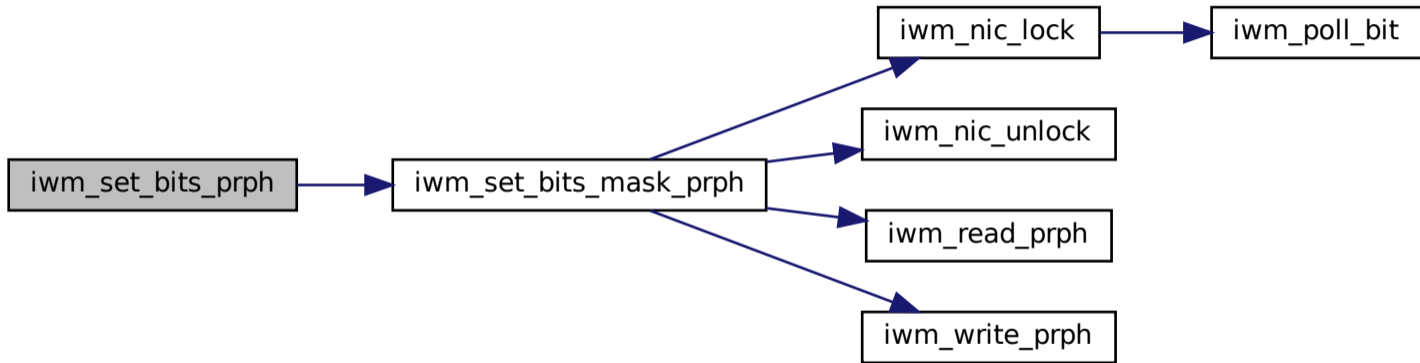 iwm_nic_lock
iwm_poll_bit
iwm_nic_unlock
iwm_set_bits_prph
iwm_set_bits_mask_prph
iwm_read_prph
iwm_write_prph